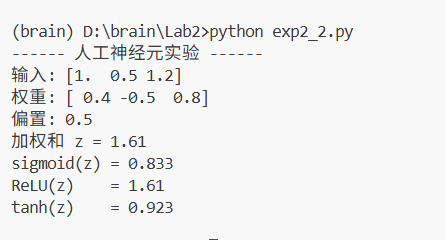 (brain) D:\brain\Lab2>python exp2_2.py
------ 人工神经元实验 ------
输入: [1.  0.5 1.2]
权重: [ 0.4 -0.5  0.8]
偏置: 0.5
加权和 z = 1.61
sigmoid(z) = 0.833
ReLU(z)    = 1.61
tanh(z)    = 0.923